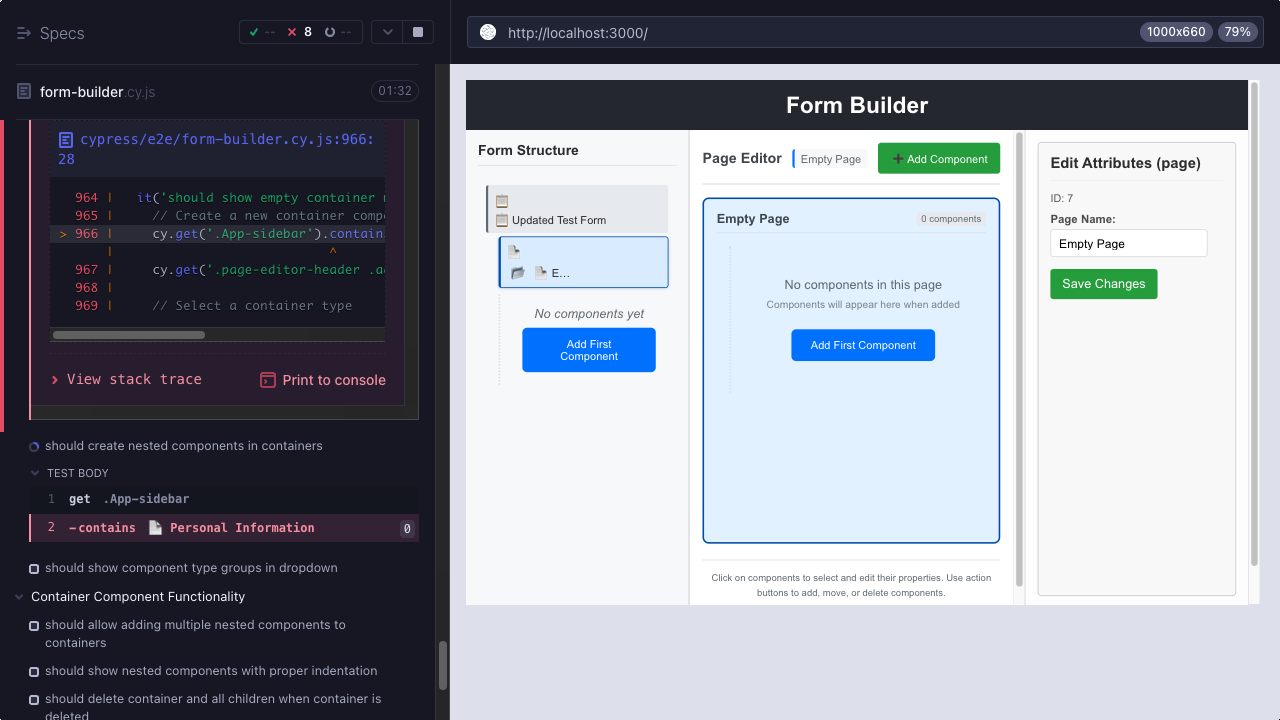 Specs
-- 8 --
form-builder.cy.js
01:32
cypress/e2e/form-builder.cy.js:966:
28
964 | it('should show empty container
965 | // Create a new container comp
> 966 | cy.get('.App-sidebar').contain
| ^
967 | cy.get('.page-editor-header
968 |
969 | // Select a container type
View stack trace
Print to console
should create nested components in containers
TEST BODY
1 get .App-sidebar
2 -contains Personal Information 0
should show component type groups in dropdown
Container Component Functionality
should allow adding multiple nested components to
containers
should show nested components with proper indentation
should delete container and all children when container is
deleted
http://localhost:3000/
1000x660
79%
Form Builder
Form Structure
Updated Test Form
E...
No components yet
Add First
Component
Page Editor
Empty Page
Add Component
Empty Page
0 components
No components in this page
Components will appear here when added
Add First Component
Click on components to select and edit their properties. Use action
buttons to add, move, or delete components.
Edit Attributes (page)
ID: 7
Page Name:
Empty Page
Save Changes